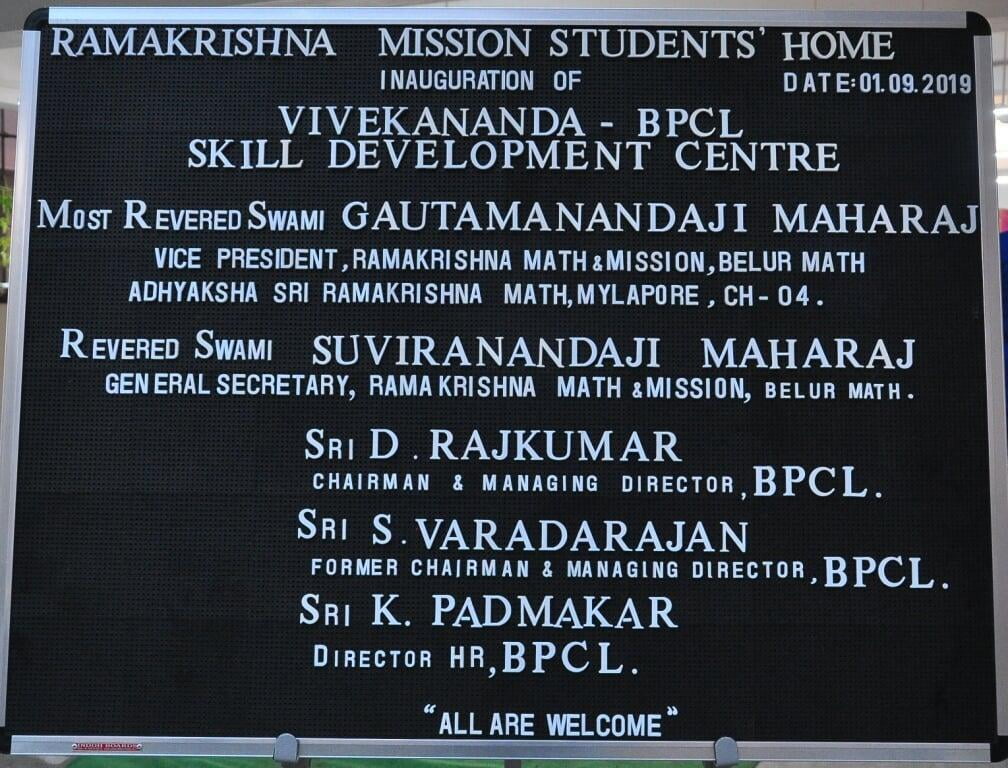 RAMAKRISHNA MISSION STUDENTS' HOME
INAUGURATION OF DATE:01.09.2019
VIVEKANANDA - BPCL
SKILL DEVELOPMENT CENTRE
MOST REVERED SWAMI GAUTAMANANDAJI MAHARAJ
VICE PRESIDENT, RAMAKRISHNA MATH & MISSION, BELUR MATH
ADHYAKSHA SRI RAMAKRISHNA MATH, MYLAPORE, CH-04.
REVERED SWAMI SUVIRANANDAJI MAHARAJ
GENERAL SECRETARY, RAMAKRISHNA MATH & MISSION, BELUR MATH.
SRI D. RAJKUMAR
CHAIRMAN & MANAGING DIRECTOR, BPCL.
SRI S. VARADARAJAN
FORMER CHAIRMAN & MANAGING DIRECTOR, BPCL.
SRI K. PADMAKAR
DIRECTOR HR, BPCL.
"ALL ARE WELCOME"